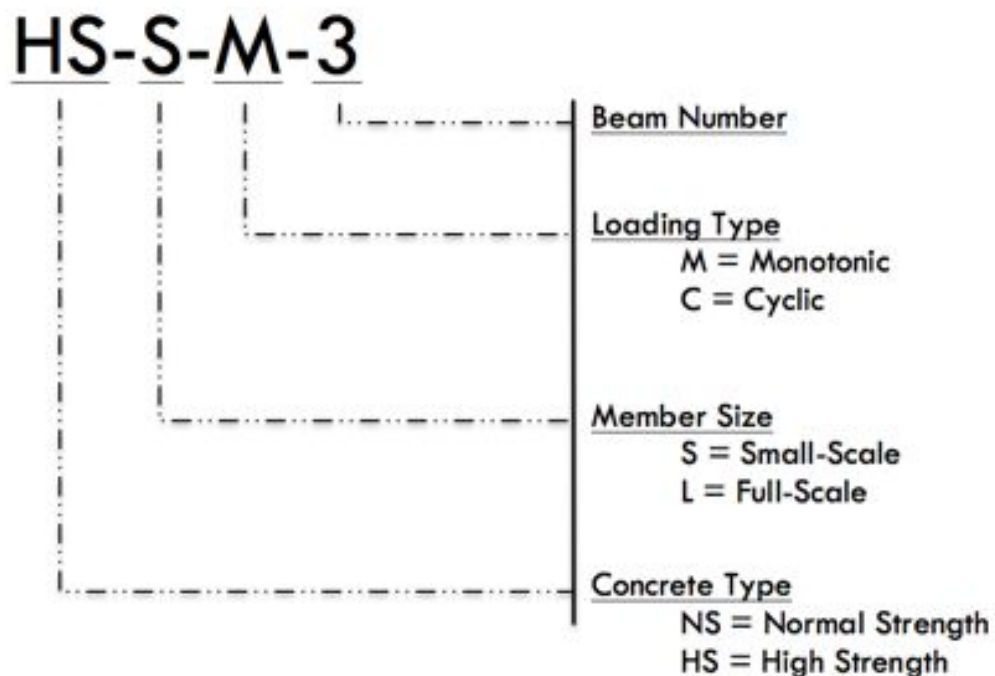 HS-S-M-3
Beam Number
Loading Type
M = Monotonic
C = Cyclic
Member Size
S = Small-Scale
L = Full-Scale
Concrete Type
NS = Normal Strength
HS = High Strength